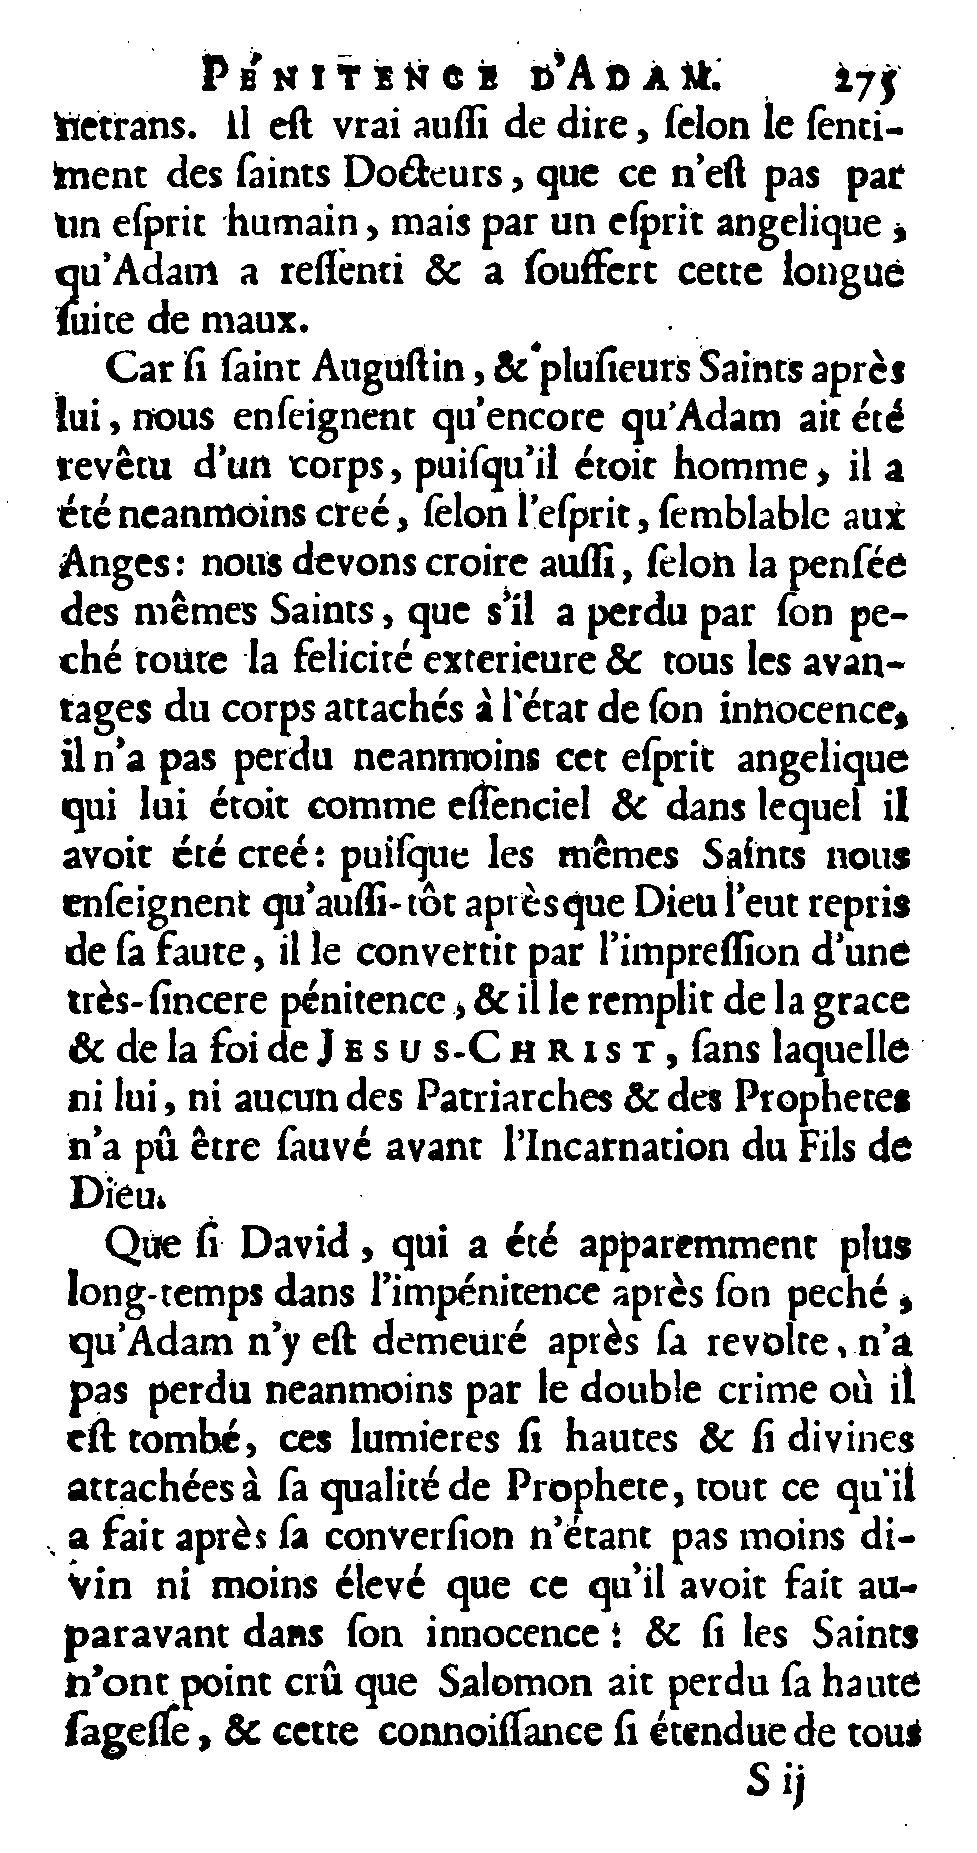 PÉNITENCE D'ADAM. 275
netrans. Il eſt vrai auſſi de dire, ſelon le ſenti-
ment des ſaints Docteurs, que ce n'eſt pas par
un eſprit humain, mais par un eſprit angelique,
qu'Adam a reſſenti & a ſouffert cette longue
ſuite de maux.
Car ſi ſaint Auguſtin, & pluſieurs Saints après
lui, nous enſeignent qu'encore qu'Adam ait été
revêtu d'un corps, puiſqu'il étoit homme, il a
été neanmoins creé, ſelon l'eſprit, ſemblable aux
Anges: nous devons croire auſſi, ſelon la penſée
des mêmes Saints, que s'il a perdu par ſon pe-
ché toute la felicité exterieure & tous les avan-
tages du corps attachés à l'état de ſon innocence,
il n'a pas perdu neanmoins cet eſprit angelique
qui lui étoit comme eſſenciel & dans lequel il
avoit été creé: puiſque les mêmes Saints nous
enſeignent qu'auſſi-tôt après que Dieu l'eut repris
de ſa faute, il le convertit par l'impreſſion d'une
très-ſincere pénitence, & il le remplit de la grace
& de la foi de JESUS-CHRIST, ſans laquelle
ni lui, ni aucun des Patriarches & des Prophetes
n'a pû être ſauvé avant l'Incarnation du Fils de
Dieu.
Que ſi David, qui a été apparemment plus
long-temps dans l'impénitence après ſon peché,
qu'Adam n'y eſt demeuré après ſa revolte, n'a
pas perdu neanmoins par le double crime où il
eſt tombé, ces lumieres ſi hautes & ſi divines
attachées à ſa qualité de Prophete, tout ce qu'il
a fait après ſa converſion n'étant pas moins di-
vin ni moins élevé que ce qu'il avoit fait au-
paravant dans ſon innocence: & ſi les Saints
n'ont point crû que Salomon ait perdu ſa haute
ſageſſe, & cette connoiſſance ſi étendue de tous
S ij